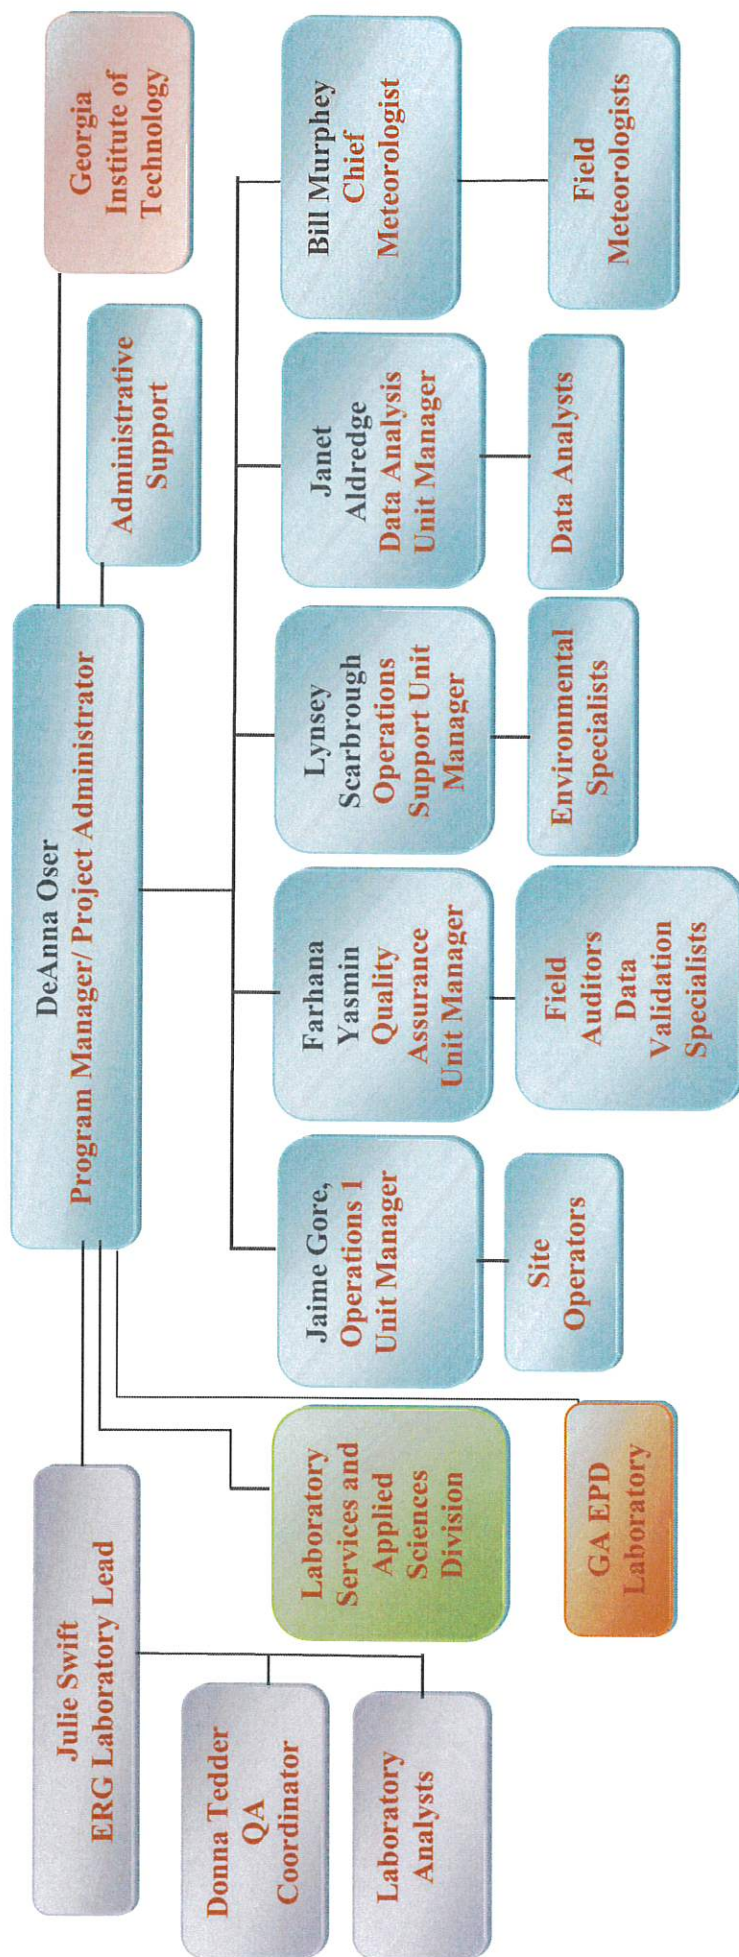 DeAnna Oser
Program Manager/ Project Administrator
Georgia
Institute of
Technology
Administrative
Support
Julie Swift
ERG Laboratory Lead
Donna Tedder
QA
Coordinator
Laboratory
Analysts
Laboratory
Services and
Applied
Sciences
Division
GA EPD
Laboratory
Jaime Gore,
Operations 1
Unit Manager
Site
Operators
Farhana
Yasmin Quality
Assurance
Unit Manager
Field
Auditors
Data
Validation
Specialists
Lynsey
Scarbrough Operations
Support Unit
Manager
Environmental
Specialists
Janet
Aldredge
Data Analysis
Unit Manager
Data Analysts
Bill Murphey
Chief
Meteorologist
Field
Meteorologists